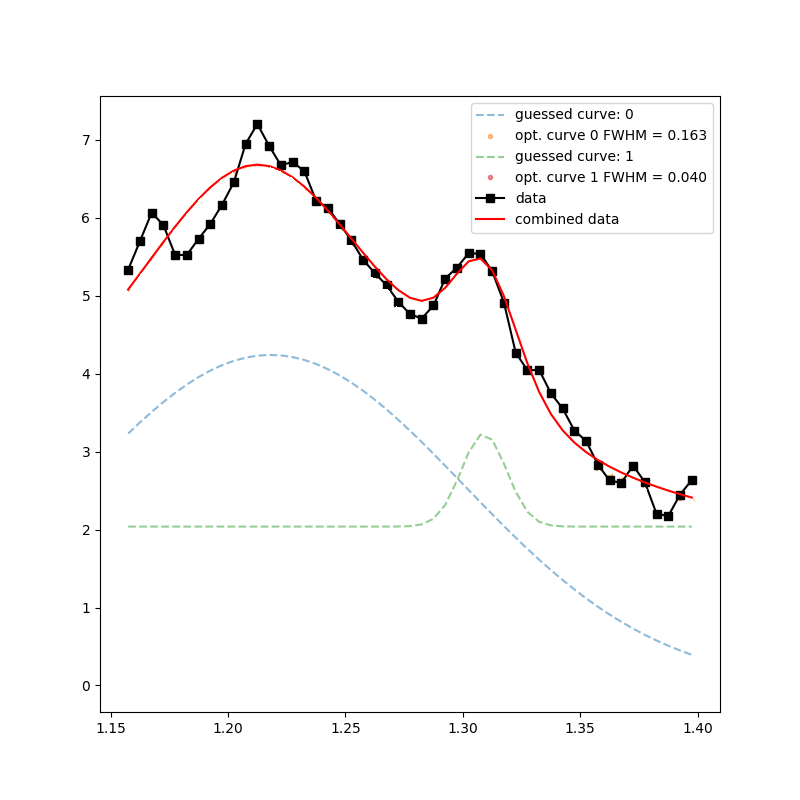 guessed curve: 0
opt. curve 0 FWHM = 0.163
guessed curve: 1
opt. curve 1 FWHM = 0.040
data
combined data
7
6
5
4
3
2
1
0
1.15 1.20 1.25 1.30 1.35 1.40